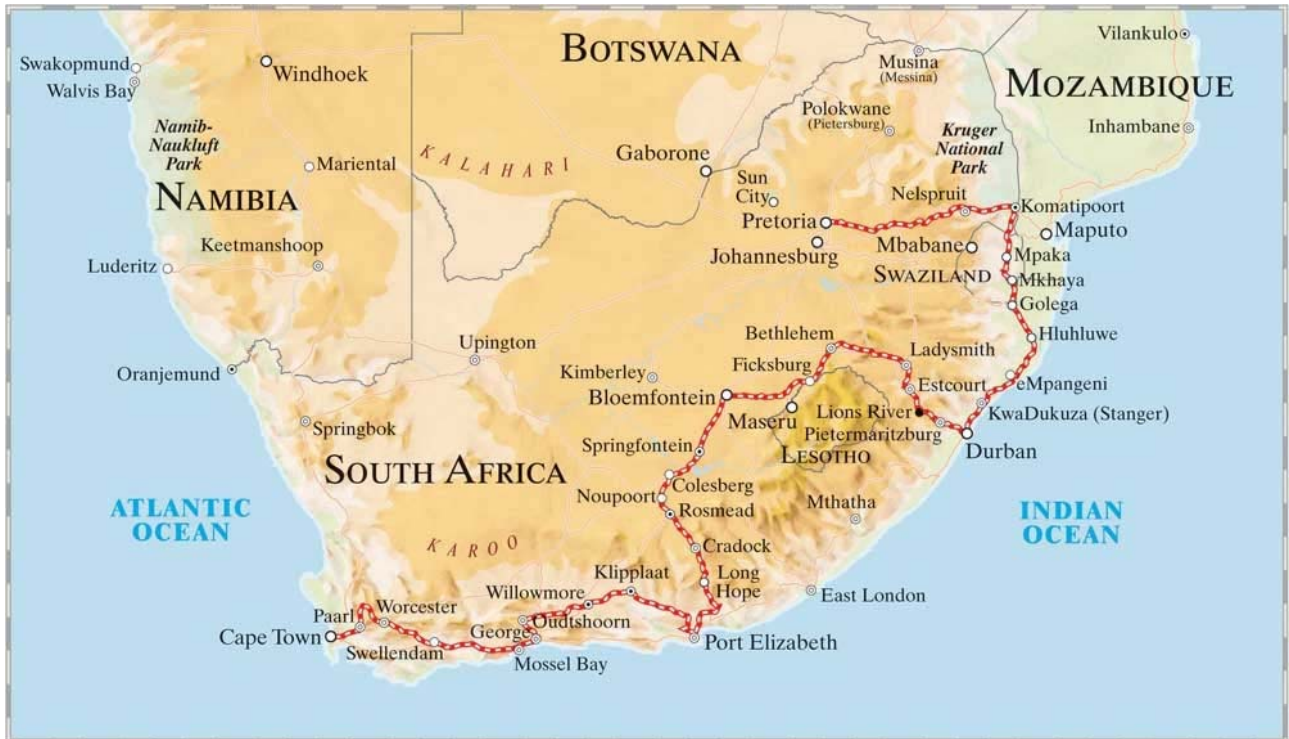 BOTSWANA
Vilankulo
Swakopmund
Windhoek
Musina
(Messina)
MOZAMBIQUE
Walvis Bay
Polokwane
(Pietersburg)
Inhambane
Namib-
Naukluft
Park
Kruger
National
Park
KALAHARI
Gaborone
Mariental
Sun
City
NAMIBIA
Nelspruit
Komatipoort
Pretoria
Maputo
Keetmanshoop
Johannesburg
Mbabane
Luderitz
SWAZILAND
Mpaka
Mkhaya
Golega
Bethlehem
Hluhluwe
Upington
Ladysmith
Oranjemund
Kimberley
Ficksburg
Estcourt
eMpangeni
Bloemfontein
Maseru
Lions River
KwaDukuza (Stanger)
Springbok
Pietermaritzburg
Springfontein
LESOTHO
Durban
SOUTH AFRICA
Colesberg
Noupoort
Mthatha
ATLANTIC
OCEAN
Rosmead
INDIAN
OCEAN
KAROO
Cradock
Klipplaat
Long
Hope
Willowmore
East London
Paarl
Worcester
Oudtshoorn
Cape Town
George
Port Elizabeth
Swellendam
Mossel Bay